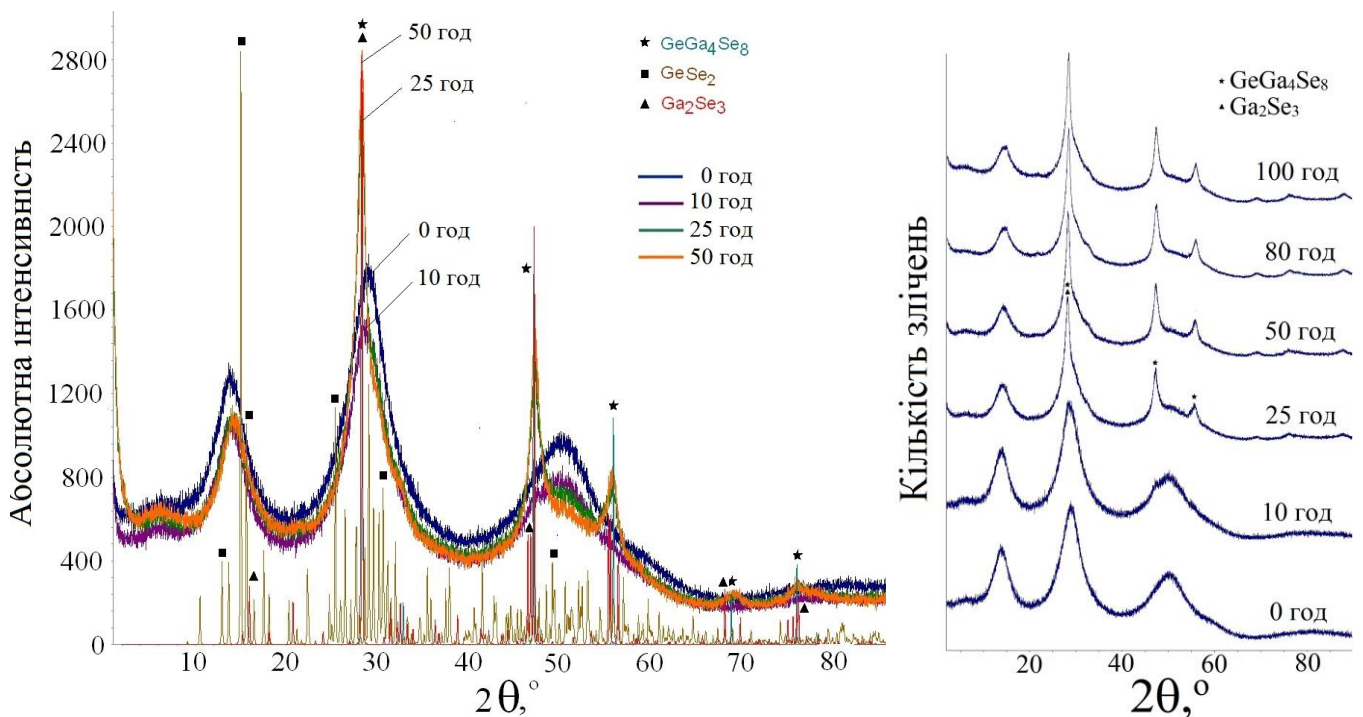 Абсолютна інтенсивність
2800
2400
2000
1600
1200
800
400
0
10
20
30
40
50
60
70
80
2θ,°
50 год
25 год
0 год
10 год
GeGa4Se8
GeSe2
Ga2Se3
0 год
10 год
25 год
50 год
Кількість злічень
GeGa4Se8
Ga2Se3
100 год
80 год
50 год
25 год
10 год
0 год
20
40
60
80
2θ,°